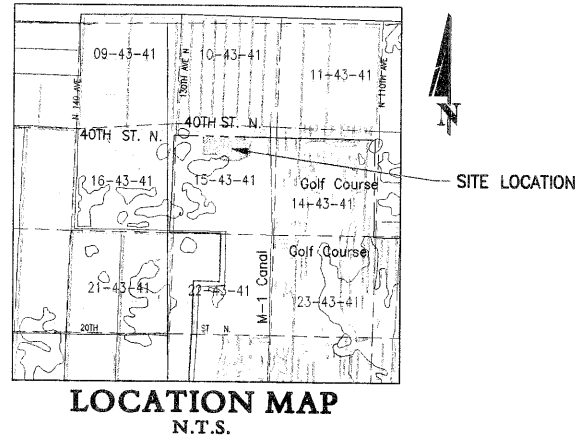 09-43-41
10-43-41
11-43-41
N 140 AVE
130TH AVE N
N 110TH AVE
N
40TH ST. N.
40TH ST. N.
16-43-41
15-43-41
Golf Course
14-43-41
SITE LOCATION
Golf Course
21-43-41
22-43-41
M-1 Canal
23-43-41
20TH
ST N.
LOCATION MAP
N.T.S.